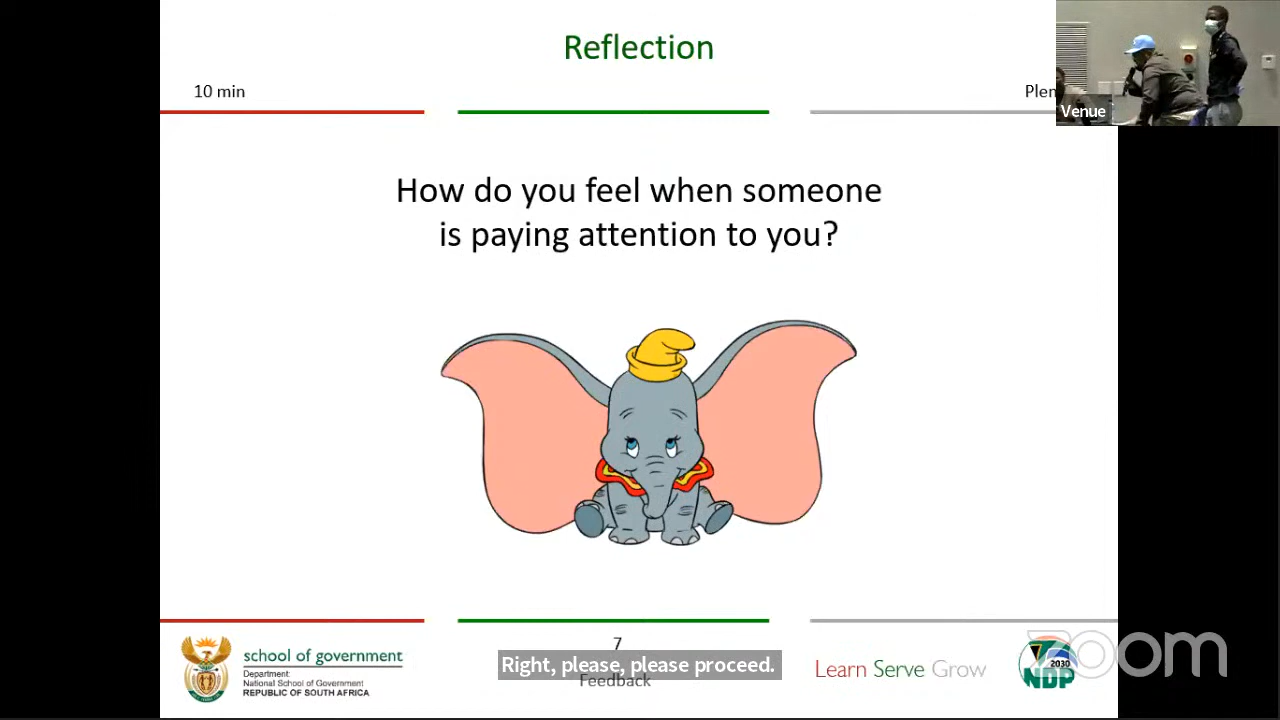 Reflection
10 min
Plen
Venue
How do you feel when someone
is paying attention to you?
7
Right, please, please proceed.
Feedback
school of government
Department:
National School of Government
REPUBLIC OF SOUTH AFRICA
Learn Serve Grow
2030
NDP
zoom